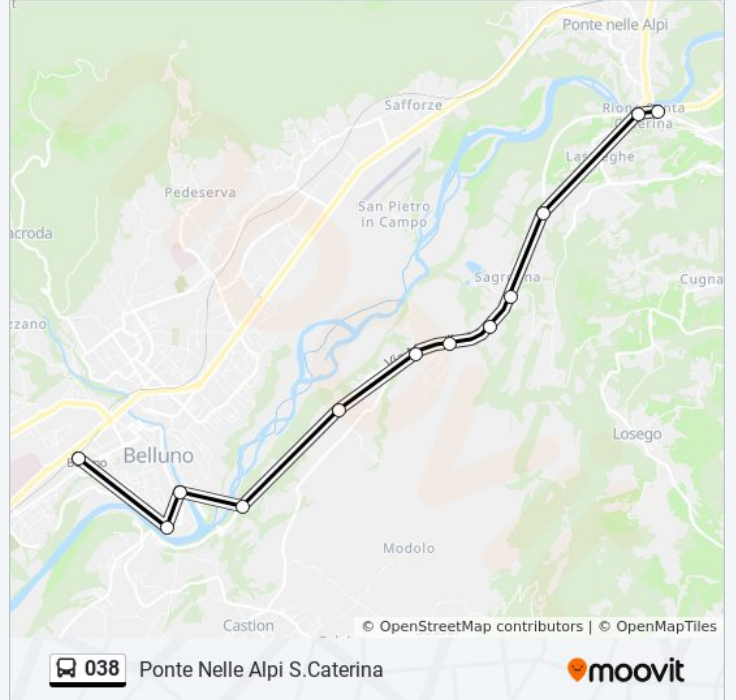 Ponte nelle Alpi
Safforze
Pedeserva
San Pietro
in Campo
acroda
Cugna
zzano
Losego
Belluno
Modolo
Castion
© OpenStreetMap contributors | © OpenMapTiles
038 Ponte Nelle Alpi S.Caterina
moovit